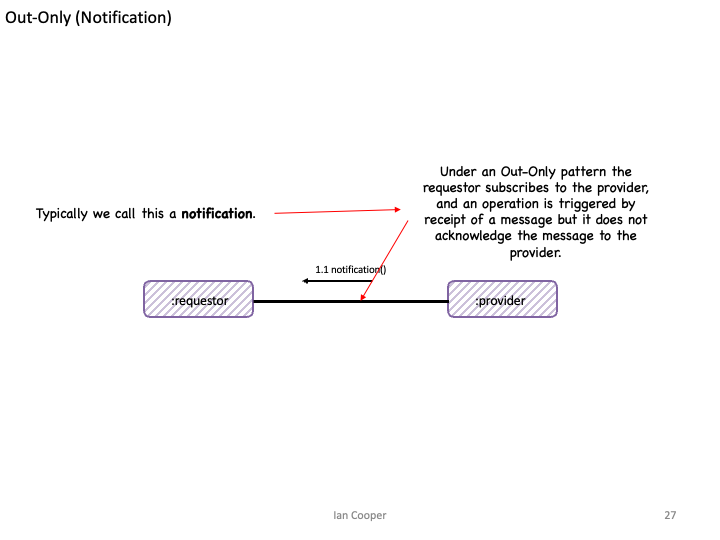 Out-Only (Notification)
Typically we call this a notification.
Under an Out-Only pattern the
requestor subscribes to the provider,
and an operation is triggered by
receipt of a message but it does not
acknowledge the message to the
provider.
1.1 notification()
:requestor
:provider
Ian Cooper
27